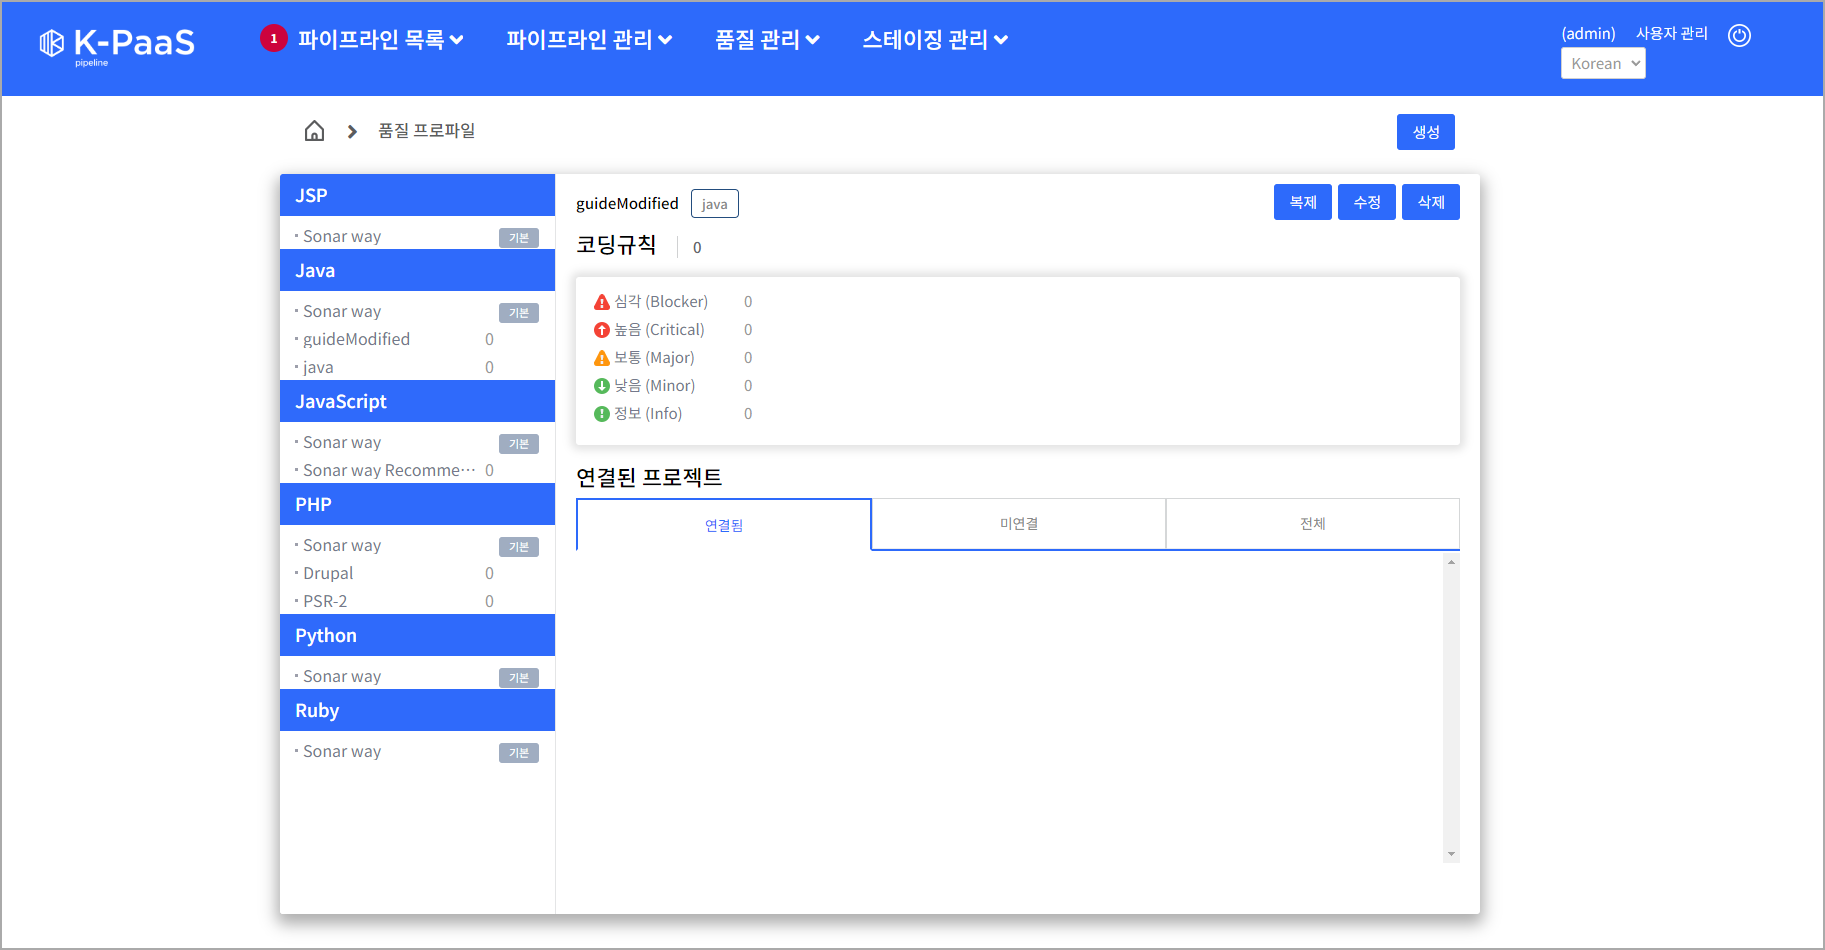 K-PaaS
pipeline
1 파이프라인 목록 파이프라인 관리 품질 관리 스테이징 관리
(admin) 사용자 관리
Korean
품질 프로파일
생성
JSP
· Sonar way 기본
Java
· Sonar way 기본
· guideModified 0
· java 0
JavaScript
· Sonar way 기본
· Sonar way Recomme… 0
PHP
· Sonar way 기본
· Drupal 0
· PSR-2 0
Python
· Sonar way 기본
Ruby
· Sonar way 기본
guideModified java
복제 수정 삭제
코딩규칙 0
심각 (Blocker) 0
높음 (Critical) 0
보통 (Major) 0
낮음 (Minor) 0
정보 (Info) 0
연결된 프로젝트
연결됨 미연결 전체